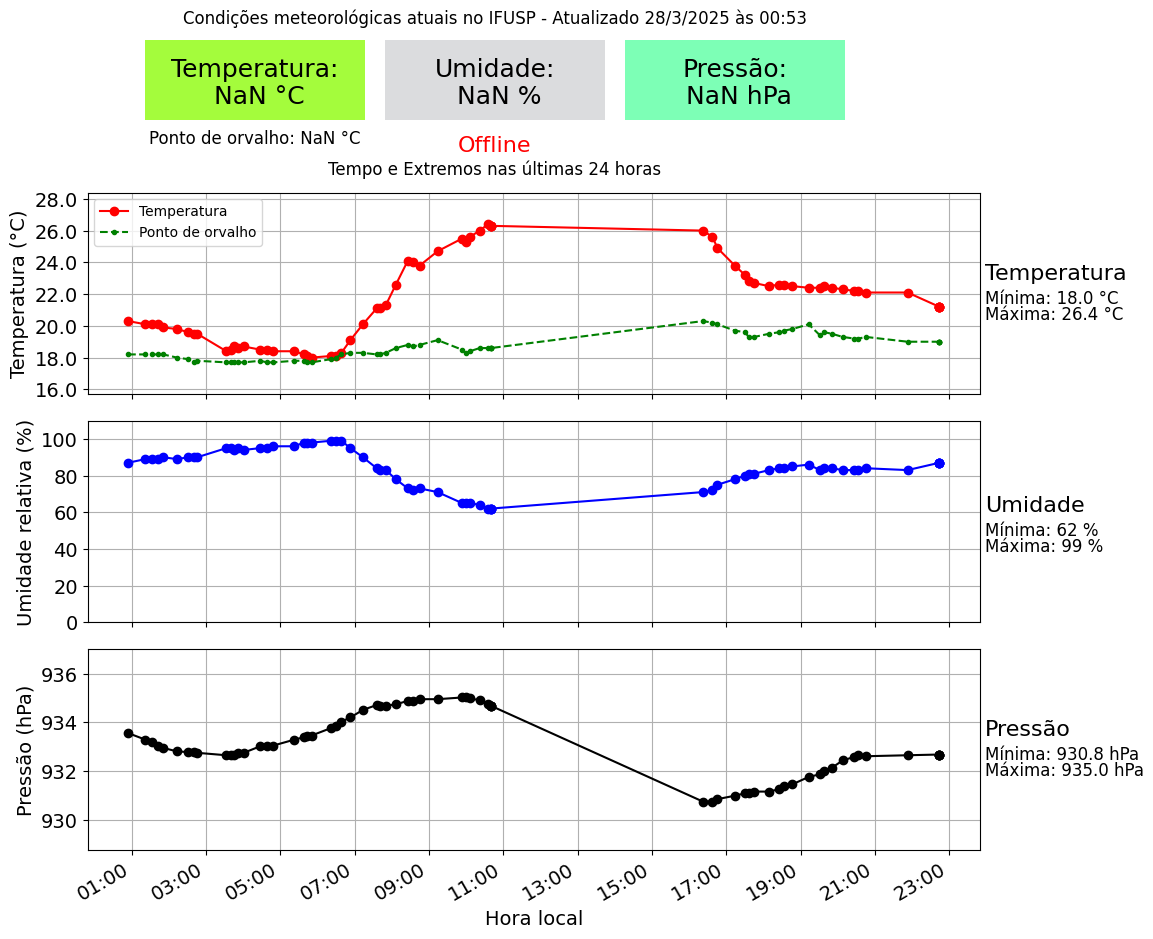 Condições meteorológicas atuais no IFUSP - Atualizado 28/3/2025 às 00:53
Temperatura:
NaN °C
Umidade:
NaN %
Pressão:
NaN hPa
Ponto de orvalho: NaN °C
Offline
Tempo e Extremos nas últimas 24 horas
Temperatura (°C)
28.0
26.0
24.0
22.0
20.0
18.0
16.0
Temperatura
Ponto de orvalho
Temperatura
Mínima: 18.0 °C
Máxima: 26.4 °C
Umidade relativa (%)
100
80
60
40
20
0
Umidade
Mínima: 62 %
Máxima: 99 %
Pressão (hPa)
936
934
932
930
Pressão
Mínima: 930.8 hPa
Máxima: 935.0 hPa
01:00 03:00 05:00 07:00 09:00 11:00 13:00 15:00 17:00 19:00 21:00 23:00
Hora local